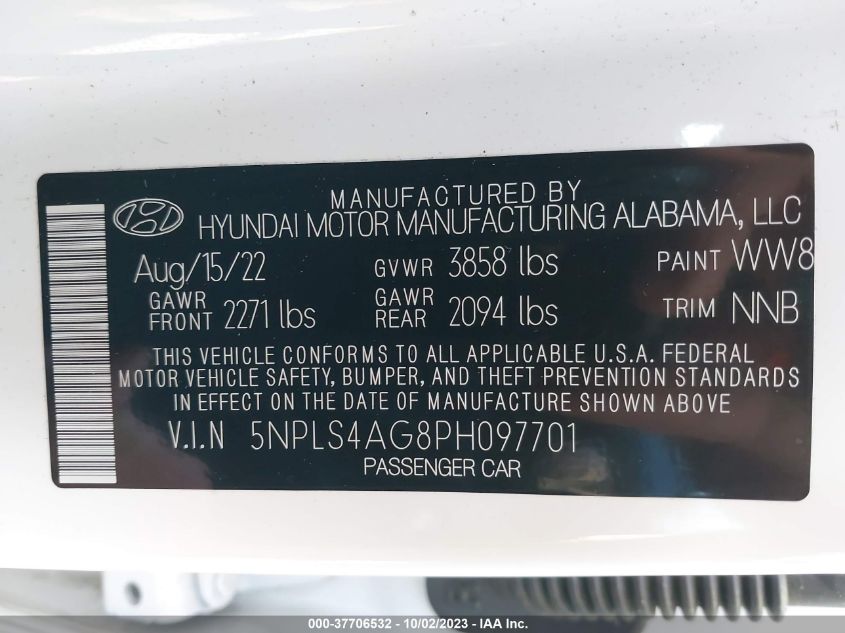 MANUFACTURED BY
HYUNDAI MOTOR MANUFACTURING ALABAMA, LLC
Aug/15/22 GVWR 3858 lbs PAINT WW8
GAWR FRONT 2271 lbs GAWR REAR 2094 lbs TRIM NNB
THIS VEHICLE CONFORMS TO ALL APPLICABLE U.S.A. FEDERAL
MOTOR VEHICLE SAFETY, BUMPER, AND THEFT PREVENTION STANDARDS
IN EFFECT ON THE DATE OF MANUFACTURE SHOWN ABOVE
V.I.N 5NPLS4AG8PH097701
PASSENGER CAR
000-37706532 - 10/02/2023 - IAA Inc.